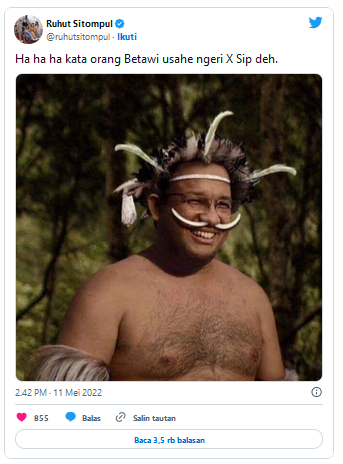 Ruhut Sitompul
@ruhutsitompul · Ikuti
Ha ha ha kata orang Betawi usahe ngeri X Sip deh.
2.42 PM · 11 Mei 2022
855 Balas Salin tautan
Baca 3,5 rb balasan